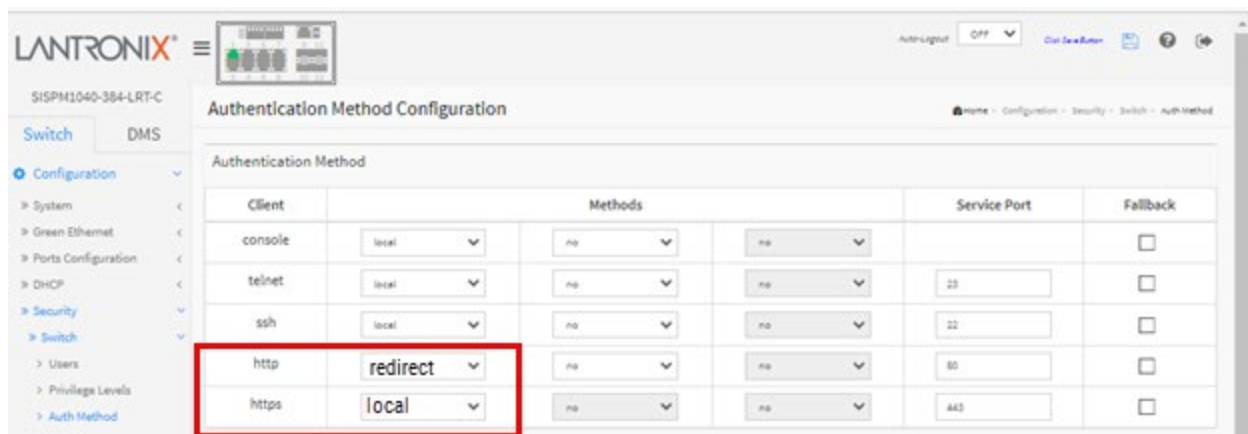 LANTRONIX®
Auto-Logout OFF Click Save Button
SISPM1040-384-LRT-C
Switch DMS
Authentication Method Configuration
Home - Configuration - Security - Switch - Auth Method
Configuration
» System
» Green Ethernet
» Ports Configuration
» DHCP
» Security
» Switch
> Users
> Privilege Levels
> Auth Method
Authentication Method
Client Methods Service Port Fallback
console local no no
telnet local no no 23
ssh local no no 22
http redirect no no 80
https local no no 443